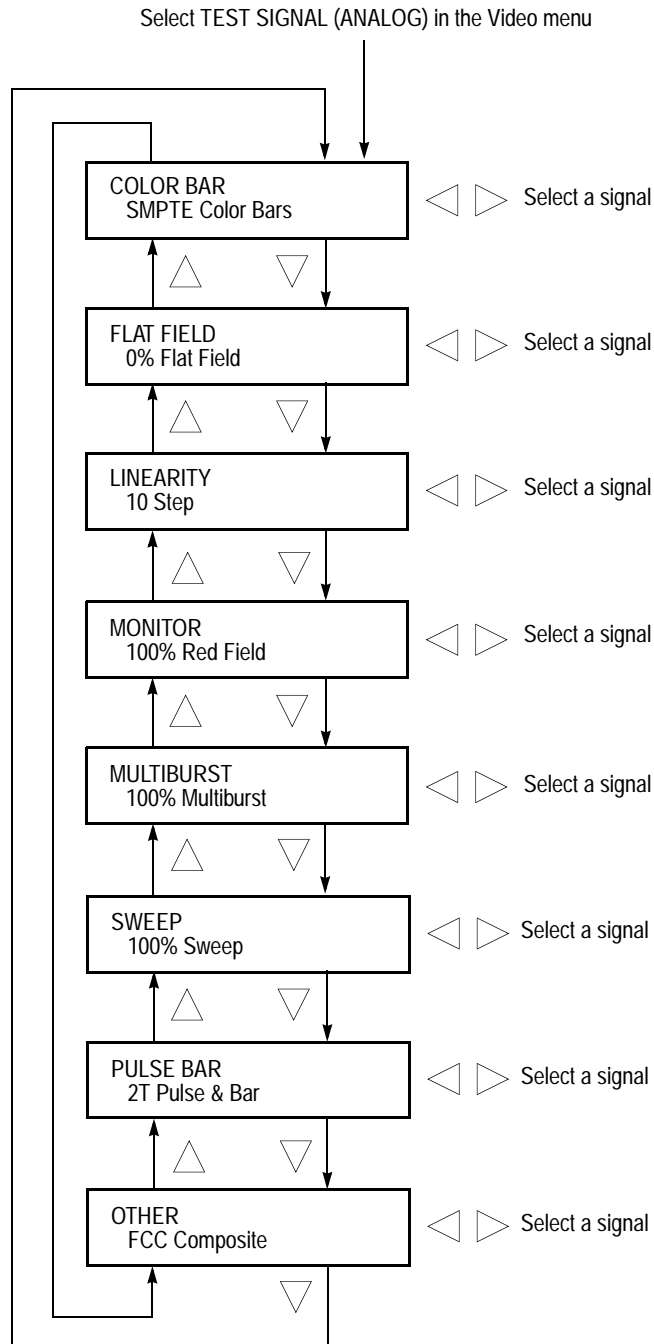 Select TEST SIGNAL (ANALOG) in the Video menu
COLOR BAR
SMPTE Color Bars
Select a signal
FLAT FIELD
0% Flat Field
Select a signal
LINEARITY
10 Step
Select a signal
MONITOR
100% Red Field
Select a signal
MULTIBURST
100% Multiburst
Select a signal
SWEEP
100% Sweep
Select a signal
PULSE BAR
2T Pulse & Bar
Select a signal
OTHER
FCC Composite
Select a signal